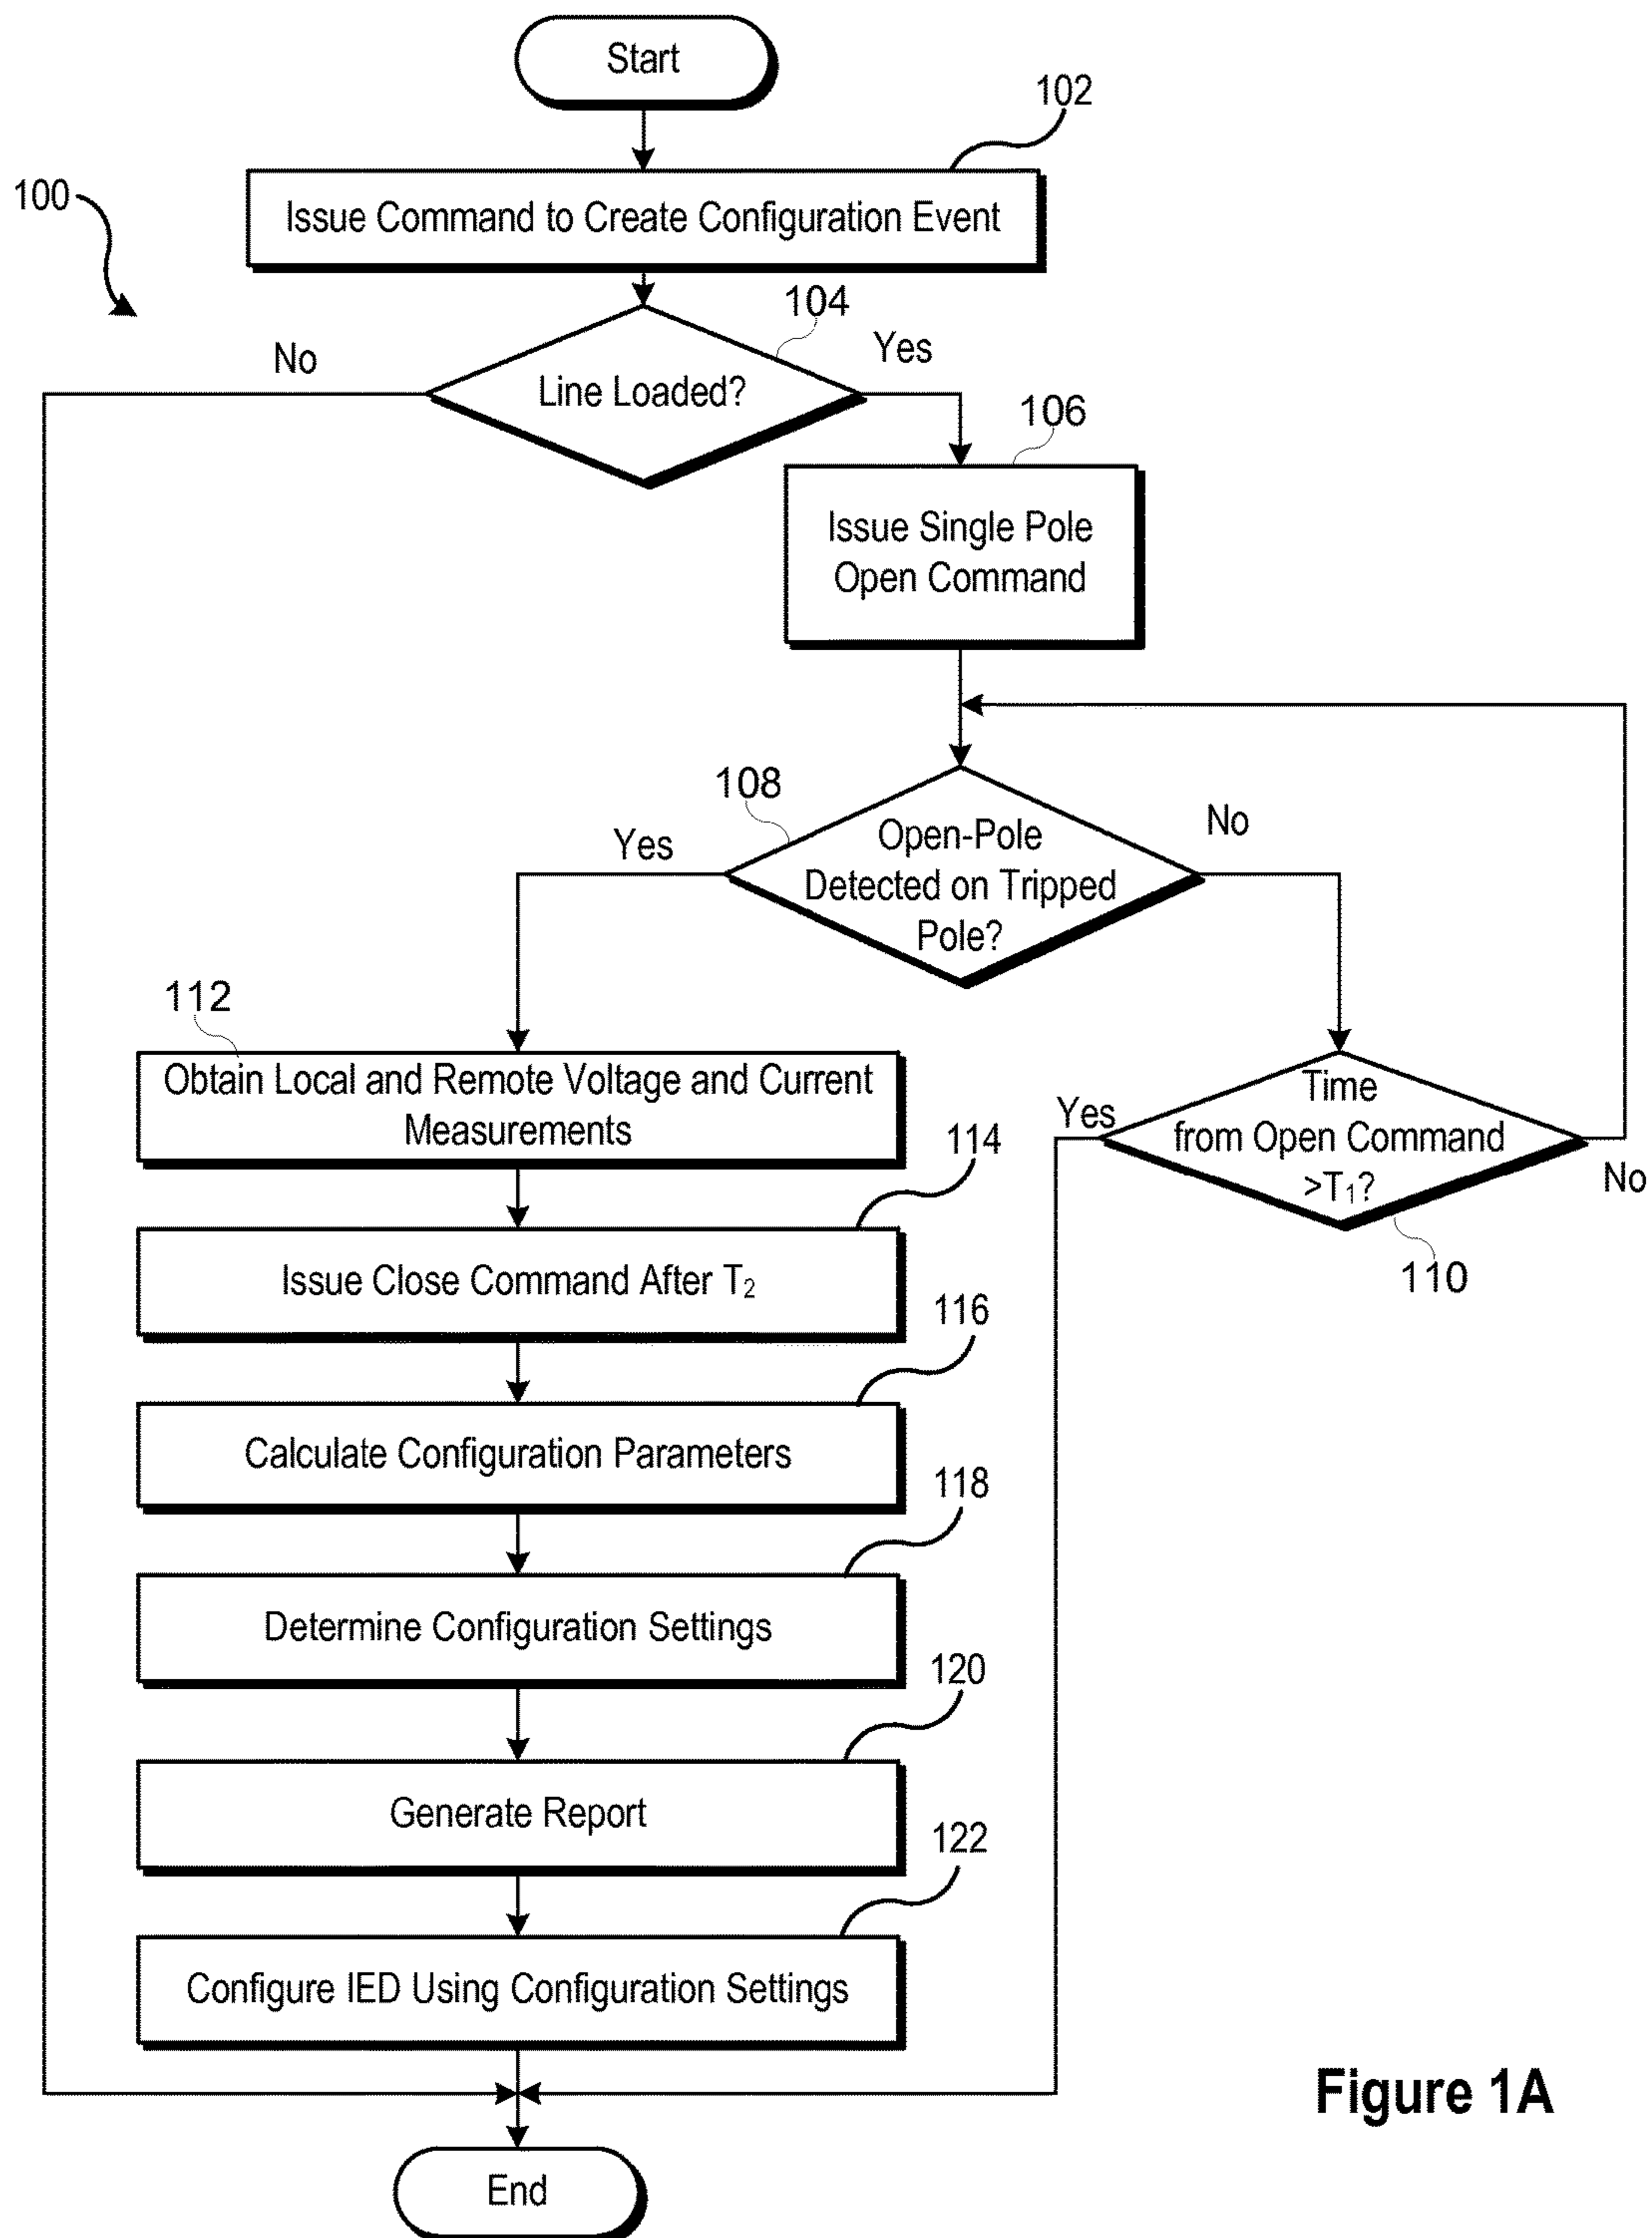 Start
102
100
Issue Command to Create Configuration Event
104
No
Yes
Line Loaded?
106
Issue Single Pole
Open Command
108
Yes
No
Open-Pole
Detected on Tripped
Pole?
112
Obtain Local and Remote Voltage and Current
Measurements
Yes
Time
from Open Command
>T₁?
No
110
114
Issue Close Command After T₂
116
Calculate Configuration Parameters
118
Determine Configuration Settings
120
Generate Report
122
Configure IED Using Configuration Settings
Figure 1A
End